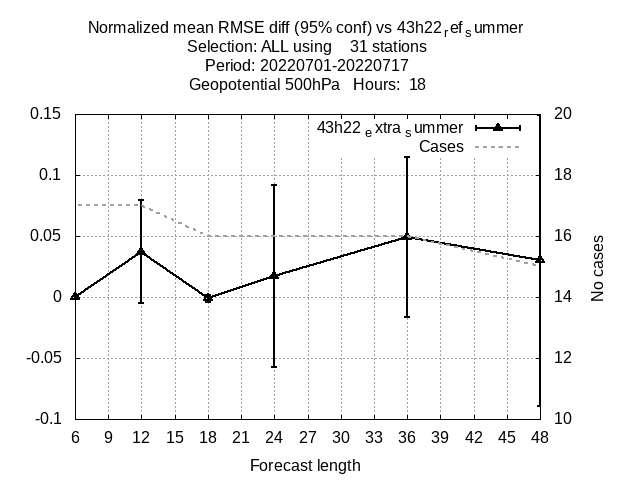 Normalized mean RMSE diff (95% conf) vs 43h22ᵣefₛummer
Selection: ALL using    31 stations
Period: 20220701-20220717
Geopotential 500hPa   Hours:  18
43h22ₑxtraₛummer
Cases
0.15
0.1
0.05
0
-0.05
-0.1
20
18
16
14
12
10
No cases
6 9 12 15 18 21 24 27 30 33 36 39 42 45 48
Forecast length